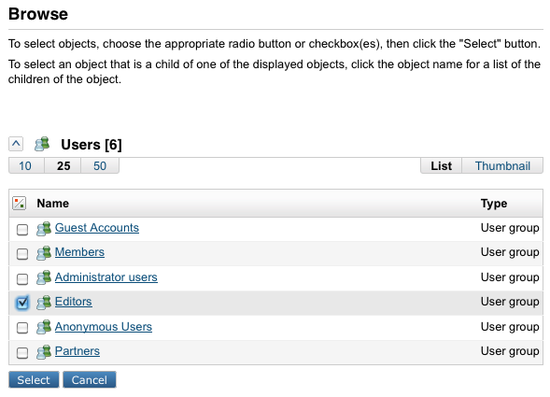 Browse
To select objects, choose the appropriate radio button or checkbox(es), then click the "Select" button.
To select an object that is a child of one of the displayed objects, click the object name for a list of the
children of the object.
Users [6]
10 25 50 List Thumbnail
Name Type
Guest Accounts User group
Members User group
Administrator users User group
Editors User group
Anonymous Users User group
Partners User group
Select Cancel